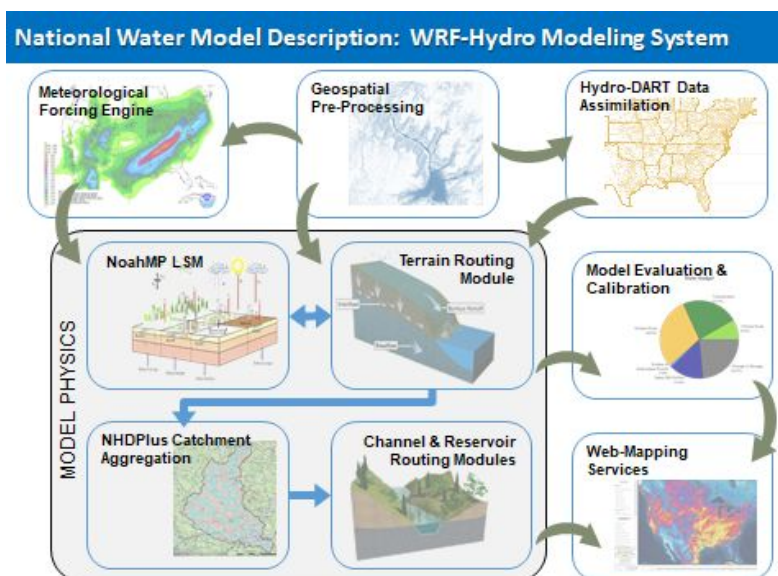 National Water Model Description: WRF-Hydro Modeling System
Meteorological
Forcing Engine
Geospatial
Pre-Processing
Hydro-DART Data
Assimilation
MODEL PHYSICS
NoahMP LSM
Terrain Routing
Module
Model Evaluation &
Calibration
NHDPlus Catchment
Aggregation
Channel & Reservoir
Routing Modules
Web-Mapping
Services